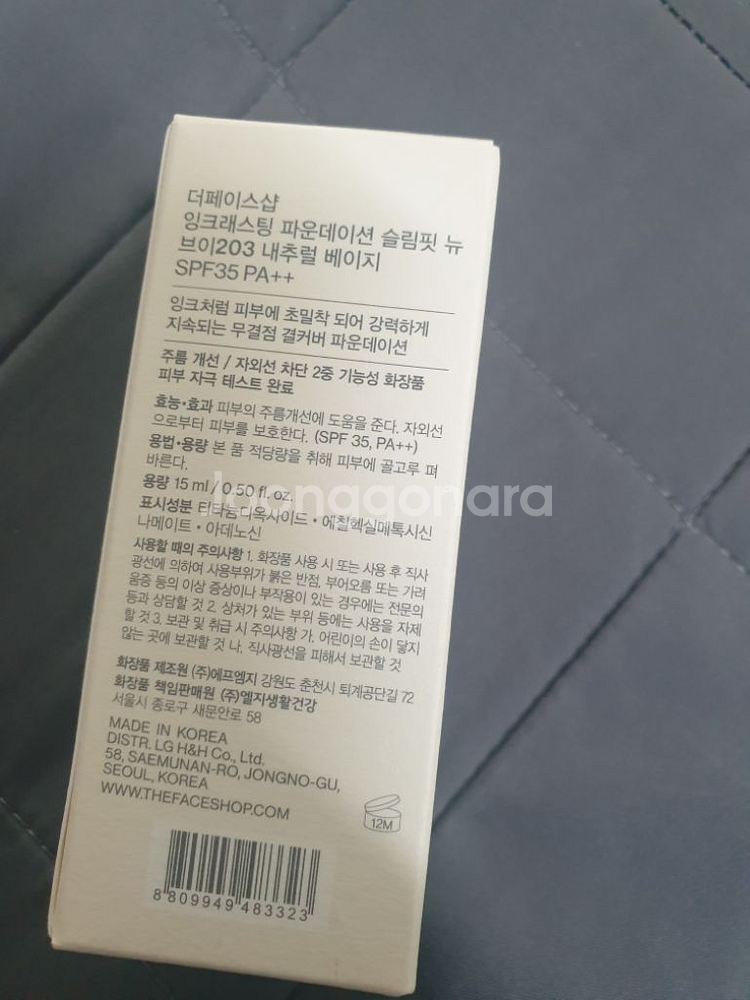 더페이스샵
잉크래스팅 파운데이션 슬림핏 뉴
브이203 내추럴 베이지
SPF35 PA++
잉크처럼 피부에 초밀착 되어 강력하게
지속되는 무결점 결커버 파운데이션
주름 개선 / 자외선 차단 2중 기능성 화장품
피부 자극 테스트 완료
효능•효과 피부의 주름개선에 도움을 준다. 자외선
으로부터 피부를 보호한다. (SPF 35, PA++)
용법•용량 본 품 적당량을 취해 피부에 골고루 펴
바른다.
용량 15 ml / 0.50 fl. oz.
표시성분 티타늄디옥사이드 • 에칠헥실메톡시신
나메이트 • 아데노신
사용할 때의 주의사항 1. 화장품 사용 시 또는 사용 후 직사
광선에 의하여 사용부위가 붉은 반점, 부어오름 또는 가려
움증 등의 이상 증상이나 부작용이 있는 경우에는 전문의
등과 상담할 것 2. 상처가 있는 부위 등에는 사용을 자제
할 것 3. 보관 및 취급 시 주의사항 가. 어린이의 손이 닿지
않는 곳에 보관할 것 나. 직사광선을 피해서 보관할 것
화장품 제조원 (주)에프엠지 강원도 춘천시 퇴계공단길 72
화장품 책임판매원 (주)엘지생활건강
서울시 종로구 새문안로 58
MADE IN KOREA
DISTR. LG H&H Co., Ltd.
58, SAEMUNAN-RO, JONGNO-GU,
SEOUL, KOREA
WWW.THEFACESHOP.COM
12M
8 809949 483323
joonggonara